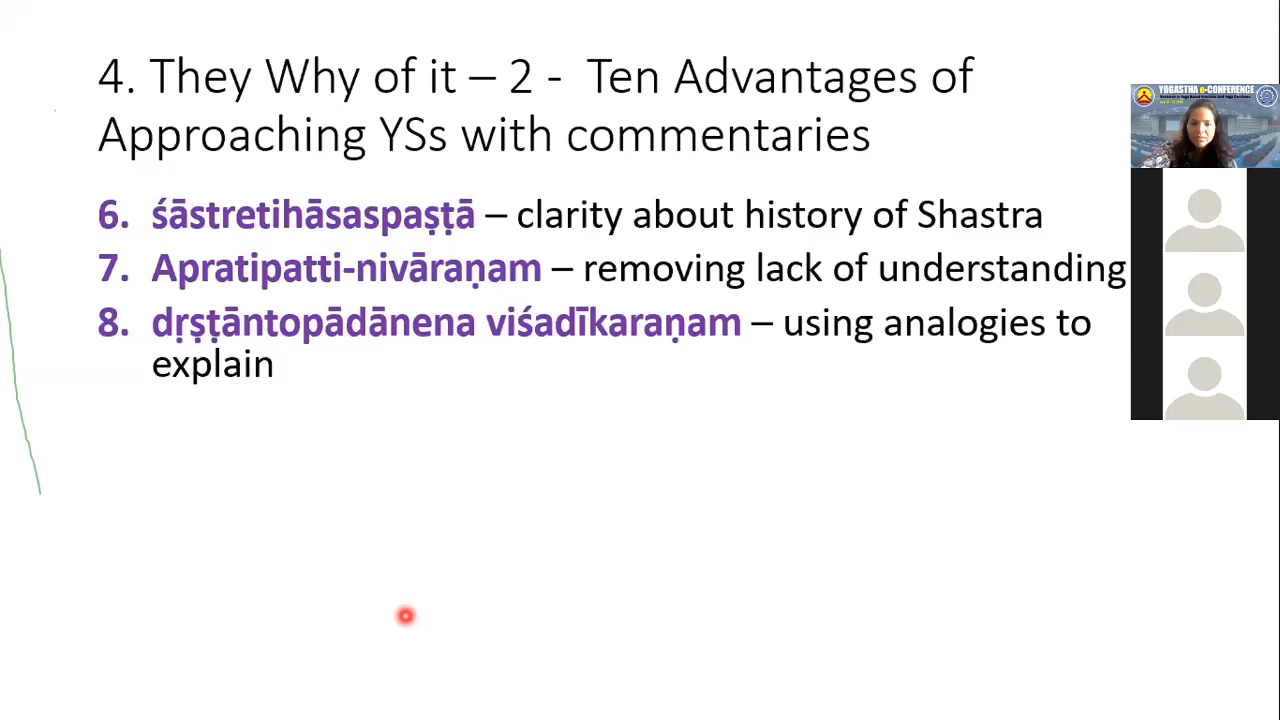 4. They Why of it – 2 - Ten Advantages of
Approaching YSs with commentaries
6. śāstretihāsaspaṣṭā – clarity about history of Shastra
7. Apratipatti-nivāraṇam – removing lack of understanding
8. dṛṣṭāntopādānena viśadīkaraṇam – using analogies to
explain
YOGASTHA e-CONFERENCE